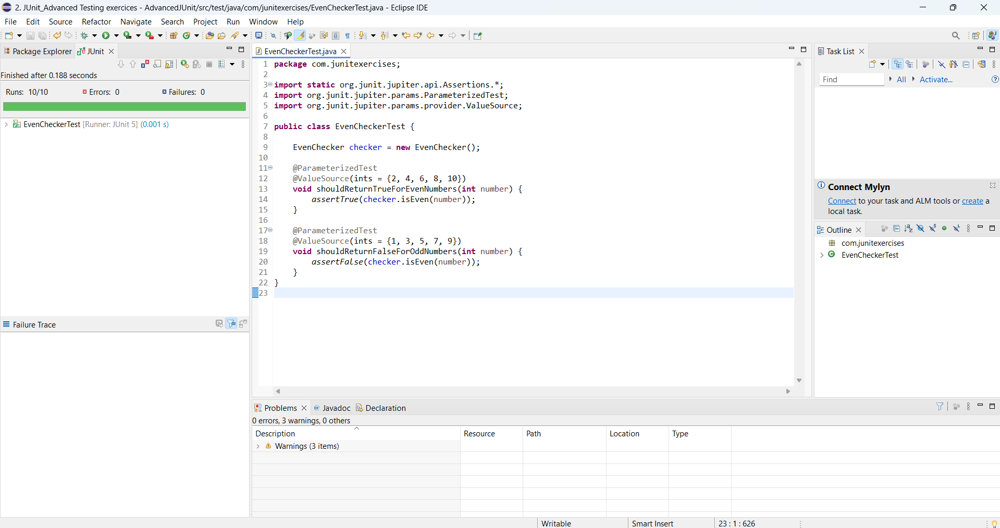 2. JUnit_Advanced Testing exercices - AdvancedJUnit/src/test/java/com/junitexercises/EvenCheckerTest.java - Eclipse IDE
File Edit Source Refactor Navigate Search Project Run Window Help
Package Explorer JUnit
Finished after 0.188 seconds
Runs: 10/10 Errors: 0 Failures: 0
EvenCheckerTest [Runner: JUnit 5] (0.001 s)
Failure Trace
EvenCheckerTest.java
1 package com.junitexercises;
2
3 import static org.junit.jupiter.api.Assertions.*;
4 import org.junit.jupiter.params.ParameterizedTest;
5 import org.junit.jupiter.params.provider.ValueSource;
6
7 public class EvenCheckerTest {
8
9 EvenChecker checker = new EvenChecker();
10
11 @ParameterizedTest
12 @ValueSource(ints = {2, 4, 6, 8, 10})
13 void shouldReturnTrueForEvenNumbers(int number) {
14 assertTrue(checker.isEven(number));
15 }
16
17 @ParameterizedTest
18 @ValueSource(ints = {1, 3, 5, 7, 9})
19 void shouldReturnFalseForOddNumbers(int number) {
20 assertFalse(checker.isEven(number));
21 }
22 }
23
Task List
Find All Activate...
Connect Mylyn
Connect to your task and ALM tools or create a
local task.
Outline
com.junitexercises
EvenCheckerTest
Problems @ Javadoc Declaration
0 errors, 3 warnings, 0 others
Description Resource Path Location Type
Warnings (3 items)
Writable Smart Insert 23 : 1 : 626